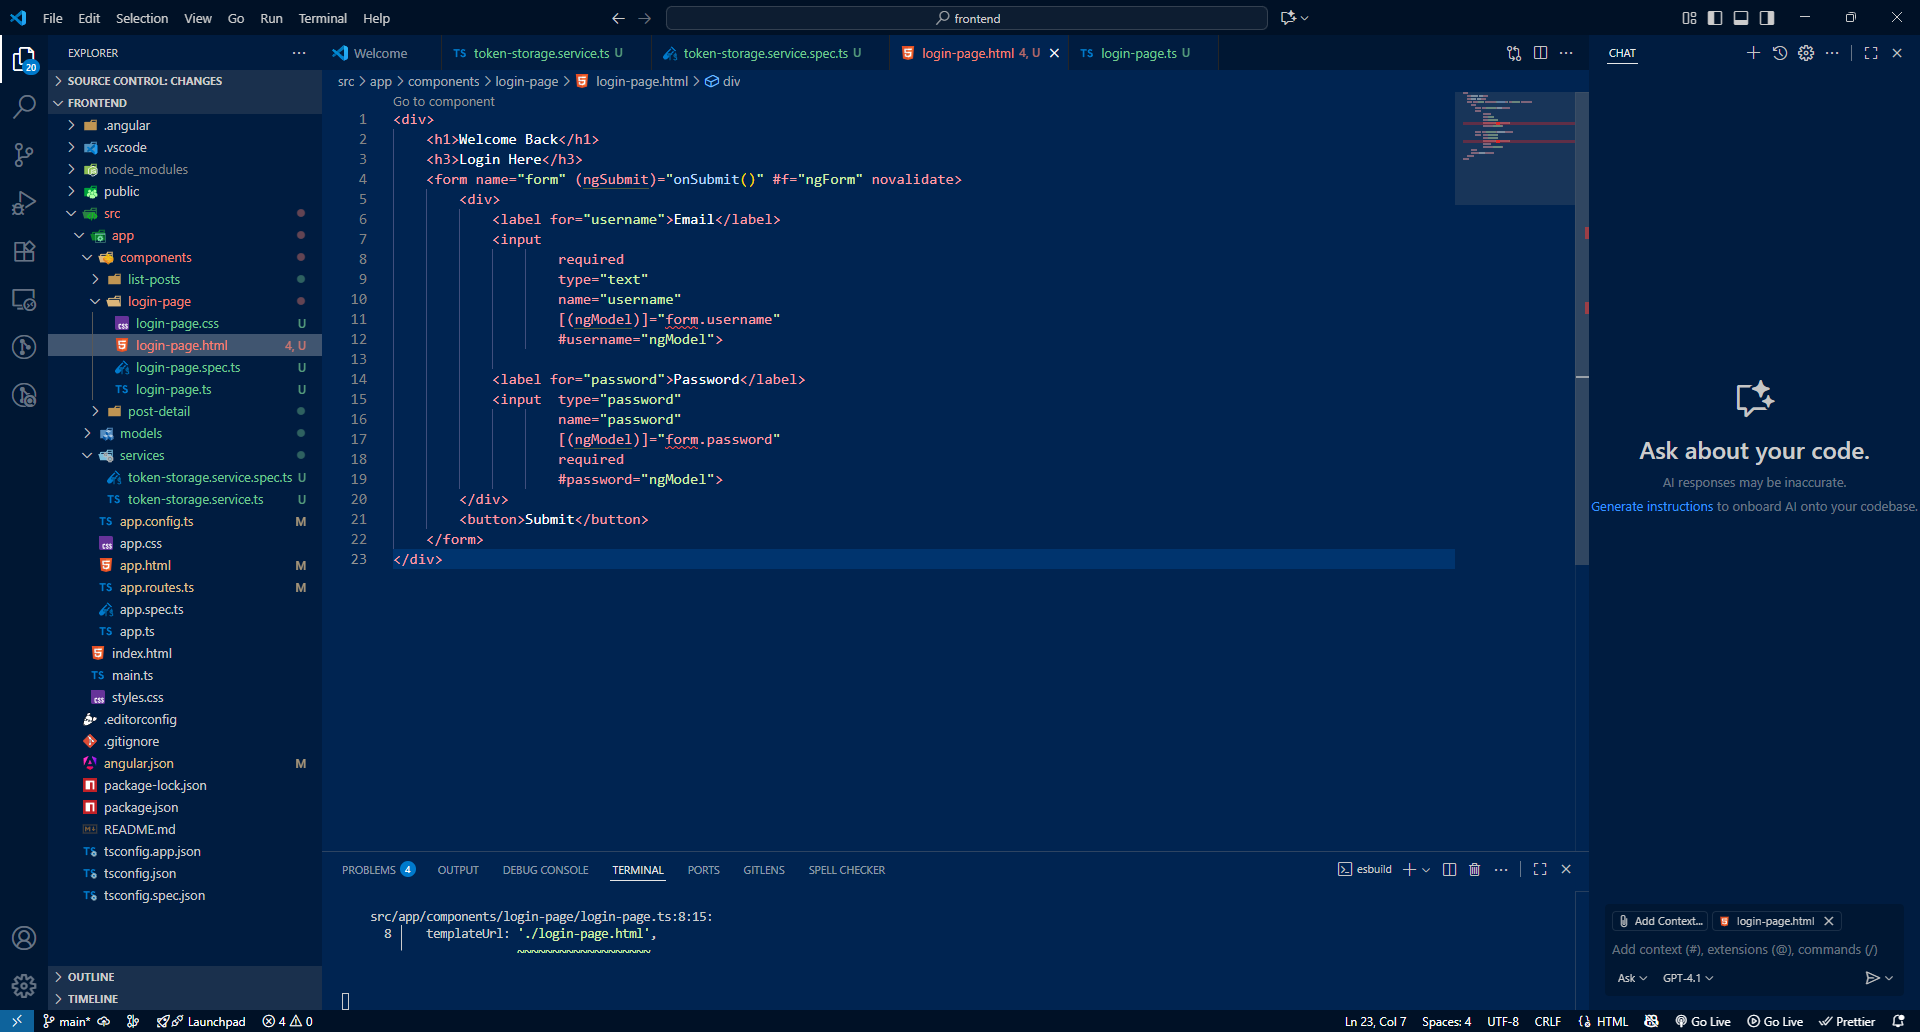 File Edit Selection View Go Run Terminal Help
frontend
EXPLORER
SOURCE CONTROL: CHANGES
FRONTEND
.angular
.vscode
node_modules
public
src
app
components
list-posts
login-page
login-page.css U
login-page.html 4, U
login-page.spec.ts U
login-page.ts U
post-detail
models
services
token-storage.service.spec.ts U
TS token-storage.service.ts U
TS app.config.ts M
app.css
app.html M
TS app.routes.ts M
app.spec.ts
TS app.ts
index.html
TS main.ts
styles.css
.editorconfig
.gitignore
angular.json M
package-lock.json
package.json
README.md
tsconfig.app.json
tsconfig.json
tsconfig.spec.json
OUTLINE
TIMELINE
20
Welcome
TS token-storage.service.ts U
token-storage.service.spec.ts U
login-page.html 4, U
TS login-page.ts U
src > app > components > login-page > login-page.html > div
Go to component
1 <div>
2 <h1>Welcome Back</h1>
3 <h3>Login Here</h3>
4 <form name="form" (ngSubmit)="onSubmit()" #f="ngForm" novalidate>
5 <div>
6 <label for="username">Email</label>
7 <input
8 required
9 type="text"
10 name="username"
11 [(ngModel)]="form.username"
12 #username="ngModel">
13
14 <label for="password">Password</label>
15 <input type="password"
16 name="password"
17 [(ngModel)]="form.password"
18 required
19 #password="ngModel">
20 </div>
21 <button>Submit</button>
22 </form>
23 </div>
PROBLEMS 4 OUTPUT DEBUG CONSOLE TERMINAL PORTS GITLENS SPELL CHECKER
esbuild
src/app/components/login-page/login-page.ts:8:15:
8 │ templateUrl: './login-page.html',
CHAT
Ask about your code.
AI responses may be inaccurate.
Generate instructions to onboard AI onto your codebase.
Add Context...
login-page.html
Add context (#), extensions (@), commands (/)
Ask
GPT-4.1
main*
Launchpad
4 0
Ln 23, Col 7
Spaces: 4
UTF-8
CRLF
HTML
Go Live
Go Live
Prettier